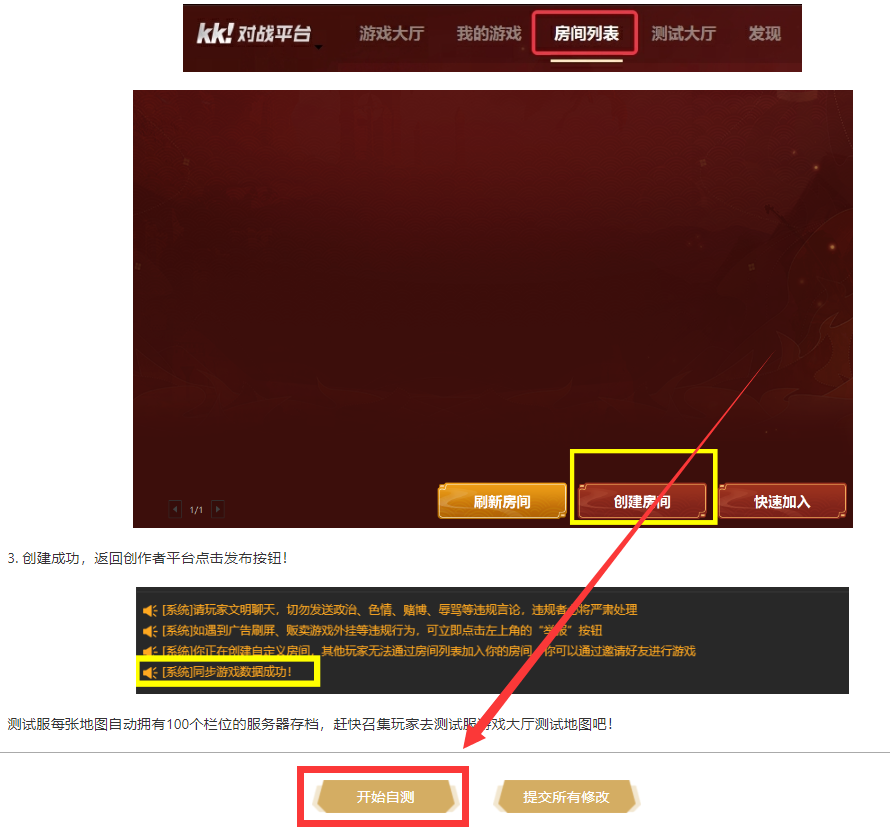 kk! 对战平台 游戏大厅 我的游戏 房间列表 测试大厅 发现
1/1 刷新房间 创建房间 快速加入
3. 创建成功，返回创作者平台点击发布按钮！
[系统]请玩家文明聊天，切勿发送政治、色情、赌博、辱骂等违规言论，违规者必将严肃处理
[系统]如遇到广告刷屏、贩卖游戏外挂等违规行为，可立即点击左上角的“举报”按钮
[系统]你正在创建自定义房间，其他玩家无法通过房间列表加入你的房间，你可以通过邀请好友进行游戏
[系统]同步游戏数据成功！
测试服每张地图自动拥有100个栏位的服务器存档，赶快召集玩家去测试服游戏大厅测试地图吧！
开始自测 提交所有修改